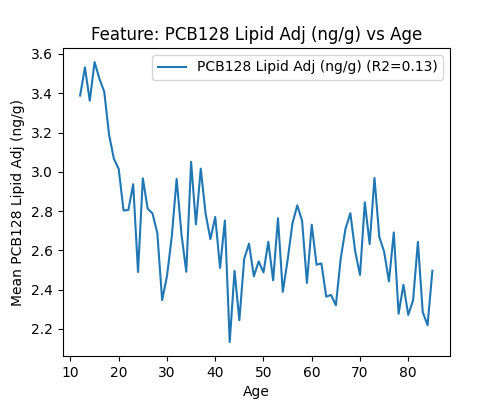 Feature: PCB128 Lipid Adj (ng/g) vs Age
PCB128 Lipid Adj (ng/g) (R2=0.13)
Mean PCB128 Lipid Adj (ng/g)
3.6
3.4
3.2
3.0
2.8
2.6
2.4
2.2
10 20 30 40 50 60 70 80
Age